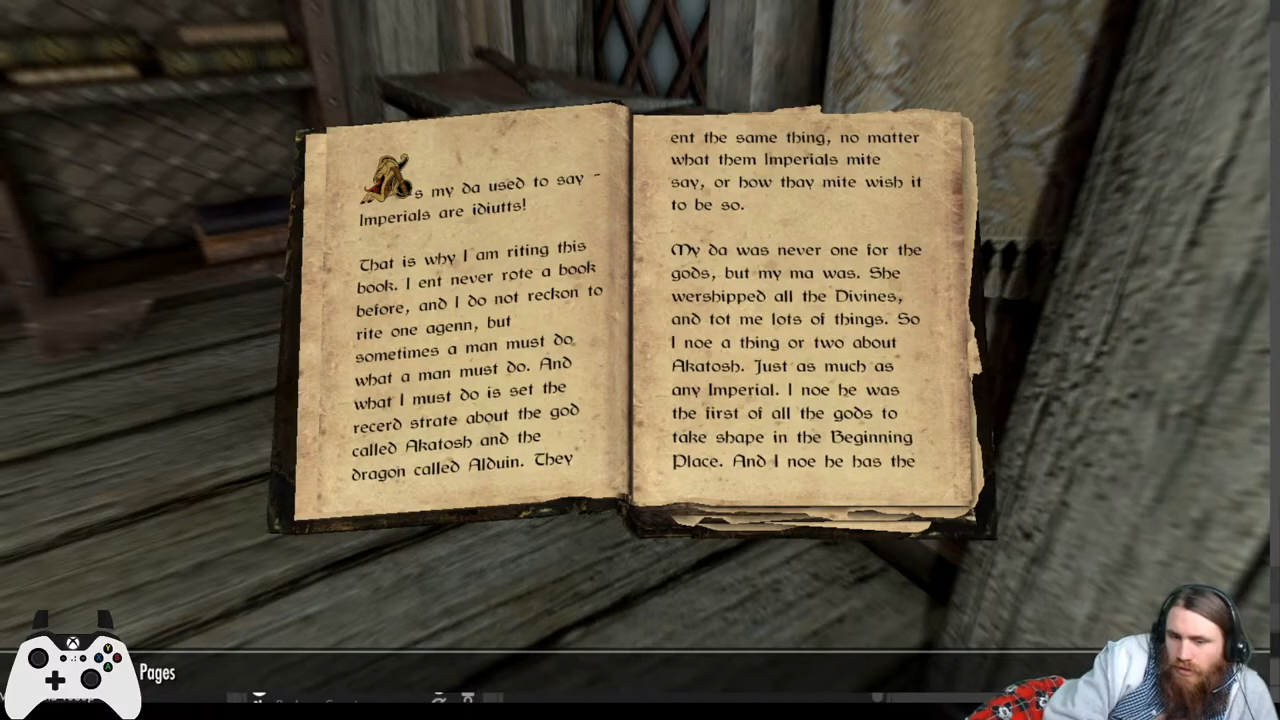 As my da used to say -
Imperials are idiutts!
That is why I am riting this
book. I ent never rote a book
before, and I do not reckon to
rite one agenn, but
sometimes a man must do
what a man must do. And
what I must do is set the
recerd strate about the god
called Akatosh and the
dragon called Alduin. They
ent the same thing, no matter
what them Imperials mite
say, or how thay mite wish it
to be so.
My da was never one for the
gods, but my ma was. She
wershipped all the Divines,
and tot me lots of things. So
I noe a thing or two about
Akatosh. Just as much as
any Imperial. I noe he was
the first of all the gods to
take shape in the Beginning
Place. And I noe he has the
Pages